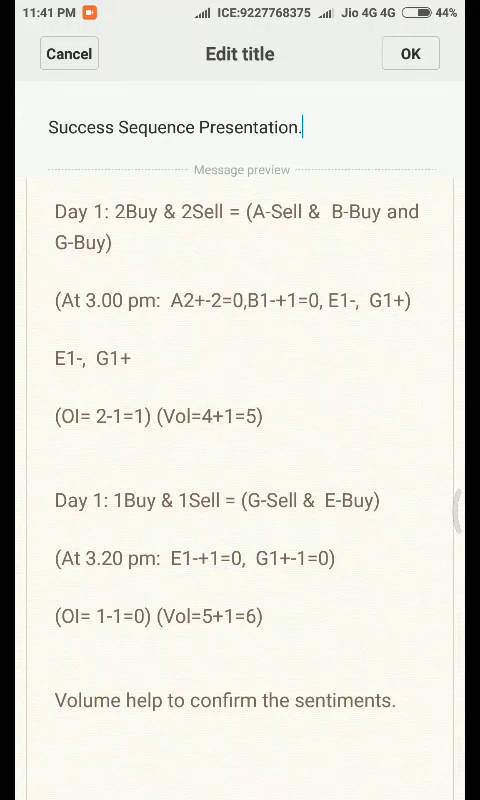 11:41 PM ICE:9227768375 Jio 4G 4G 44%
Cancel Edit title OK
Success Sequence Presentation.
Message preview
Day 1: 2Buy & 2Sell = (A-Sell &  B-Buy and
G-Buy)
(At 3.00 pm:  A2+-2=0,B1-+1=0, E1-,  G1+)
E1-,  G1+
(OI= 2-1=1) (Vol=4+1=5)
Day 1: 1Buy & 1Sell = (G-Sell &  E-Buy)
(At 3.20 pm:  E1-+1=0,  G1+-1=0)
(OI= 1-1=0) (Vol=5+1=6)
Volume help to confirm the sentiments.